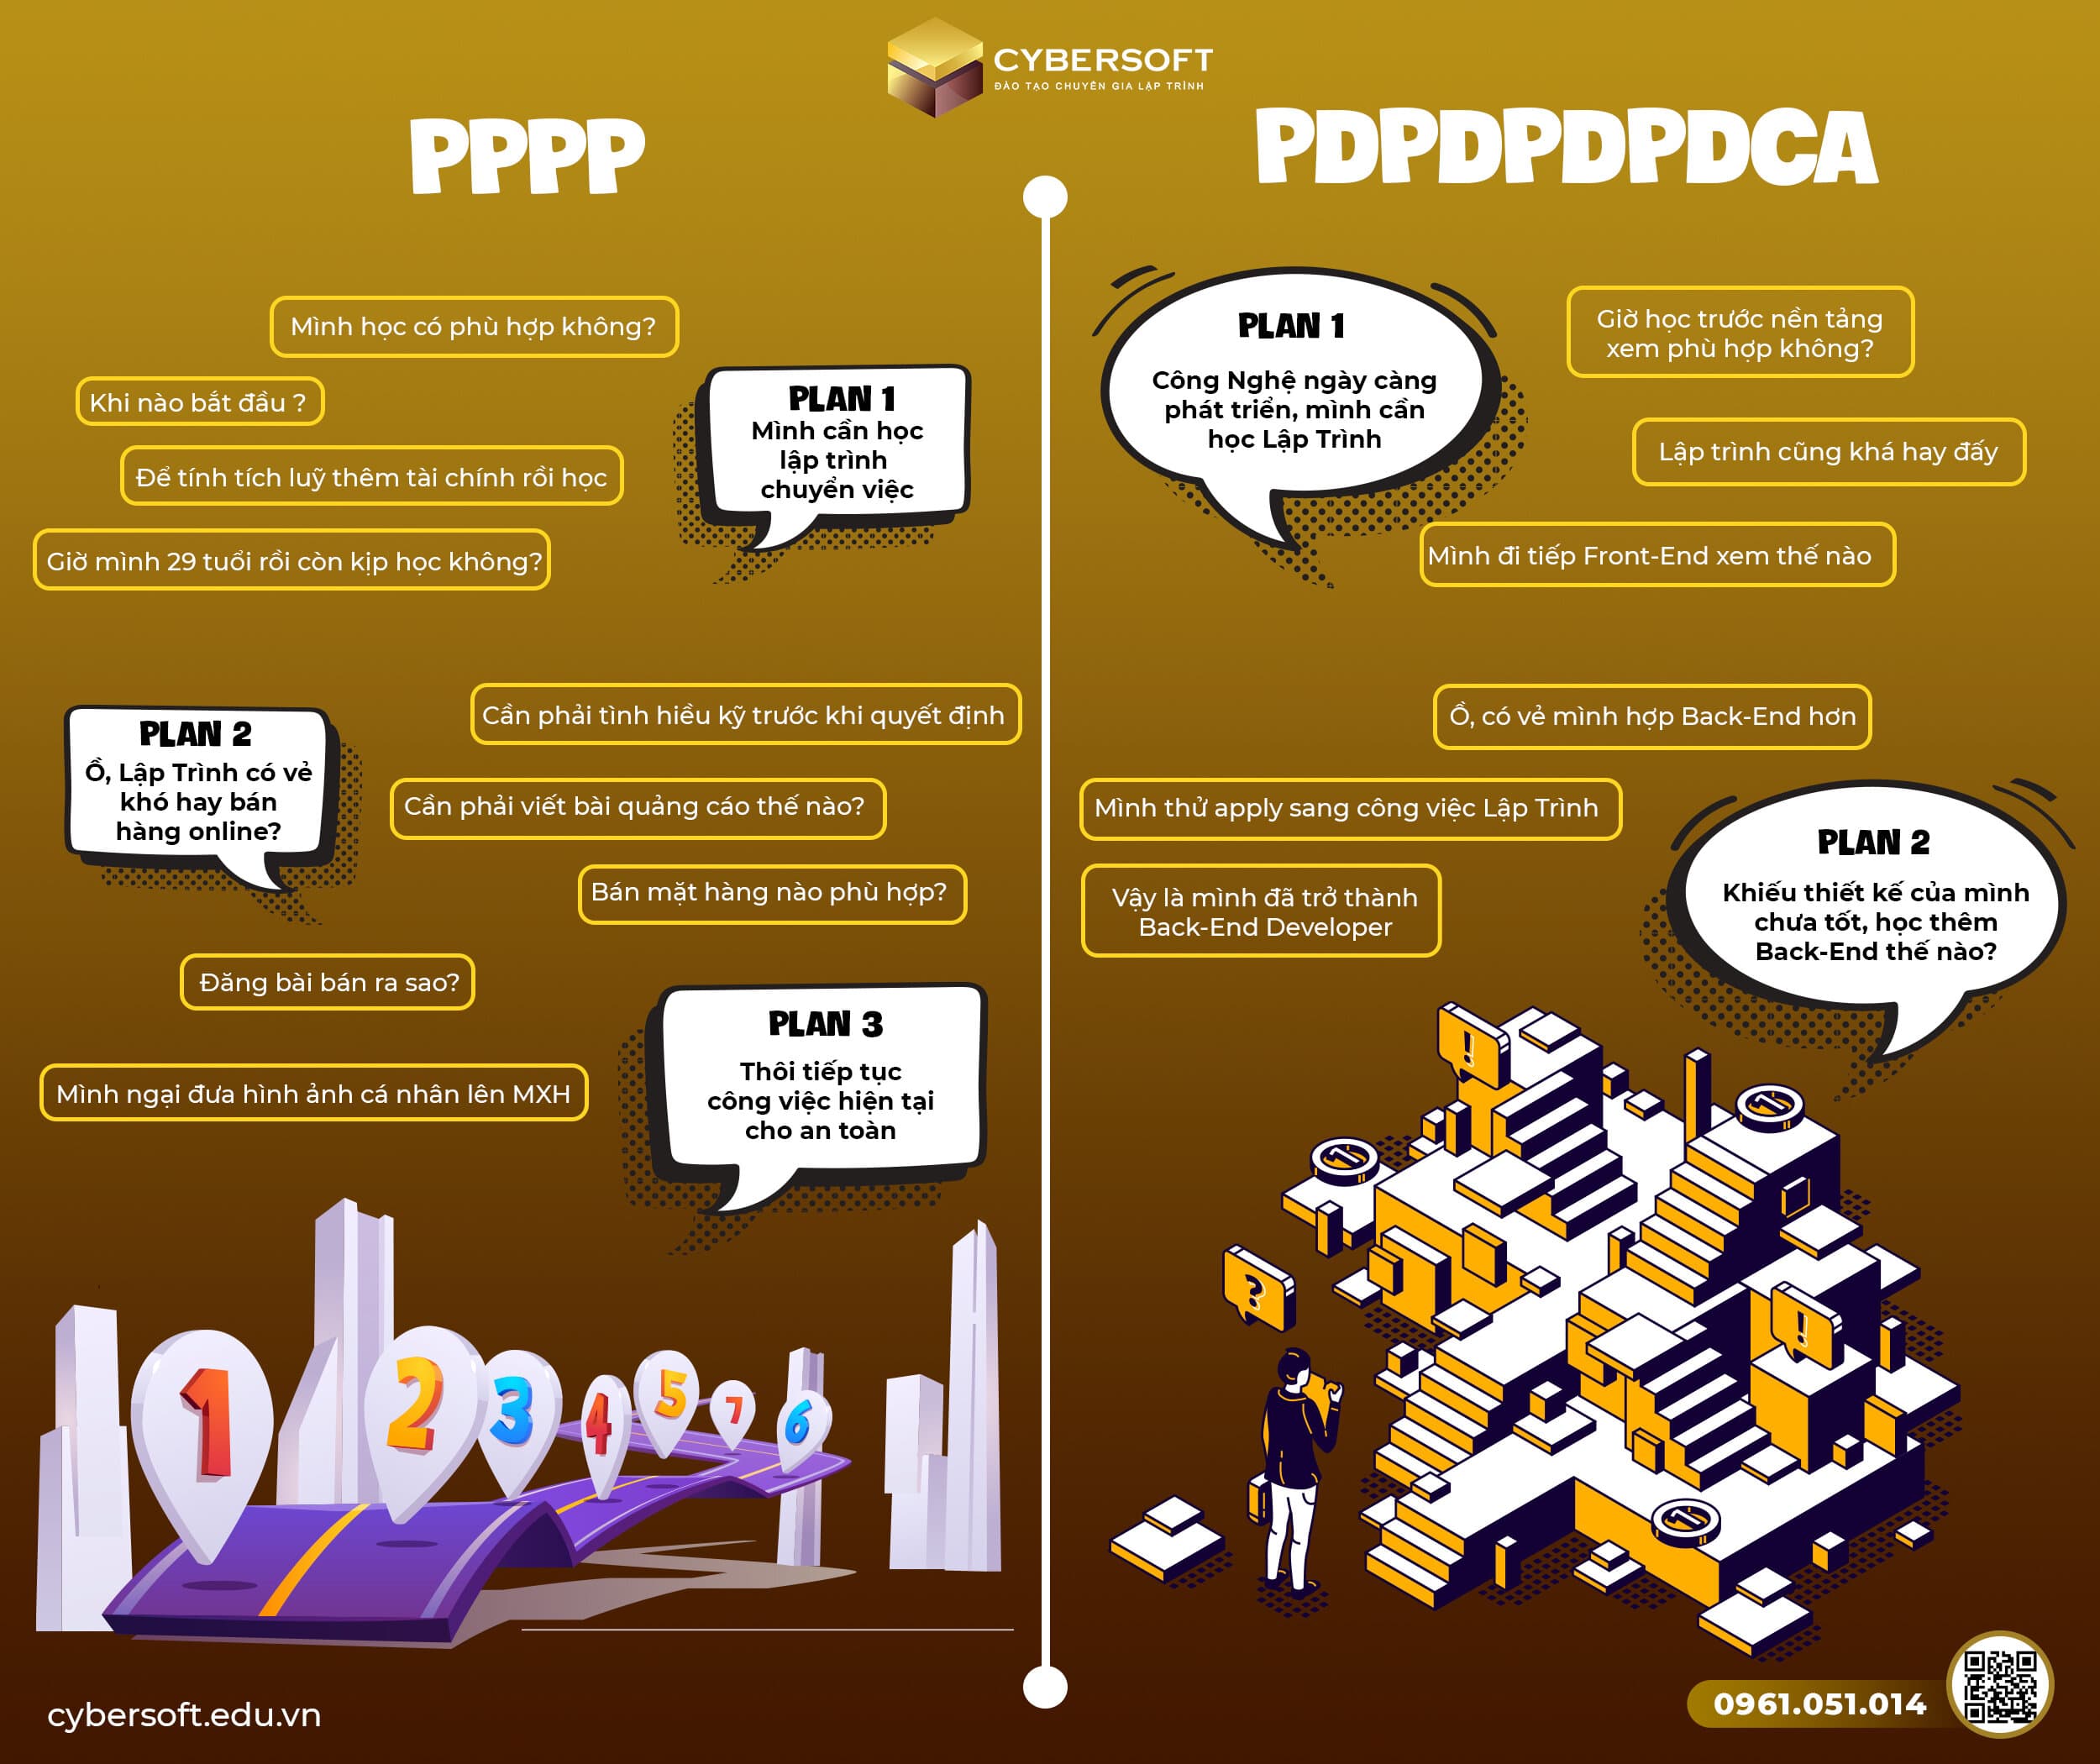 CYBERSOFT
ĐÀO TẠO CHUYÊN GIA LẬP TRÌNH
PPPP
Mình học có phù hợp không?
Khi nào bắt đầu ?
Để tính tích luỹ thêm tài chính rồi học
Giờ mình 29 tuổi rồi còn kịp học không?
PLAN 1
Mình cần học
lập trình
chuyển việc
PLAN 2
Ồ, Lập Trình có vẻ
khó hay bán
hàng online?
Cần phải tình hiều kỹ trước khi quyết định
Cần phải viết bài quảng cáo thế nào?
Bán mặt hàng nào phù hợp?
Đăng bài bán ra sao?
Mình ngại đưa hình ảnh cá nhân lên MXH
PLAN 3
Thôi tiếp tục
công việc hiện tại
cho an toàn
1
2
3
4
5
7
6
cybersoft.edu.vn
PDPDPDPDCA
PLAN 1
Công Nghệ ngày càng
phát triển, mình cần
học Lập Trình
Giờ học trước nền tảng
xem phù hợp không?
Lập trình cũng khá hay đấy
Mình đi tiếp Front-End xem thế nào
Ồ, có vẻ mình hợp Back-End hơn
Mình thử apply sang công việc Lập Trình
Vậy là mình đã trở thành
Back-End Developer
PLAN 2
Khiếu thiết kế của mình
chưa tốt, học thêm
Back-End thế nào?
!
1
1
?
!
1
0961.051.014